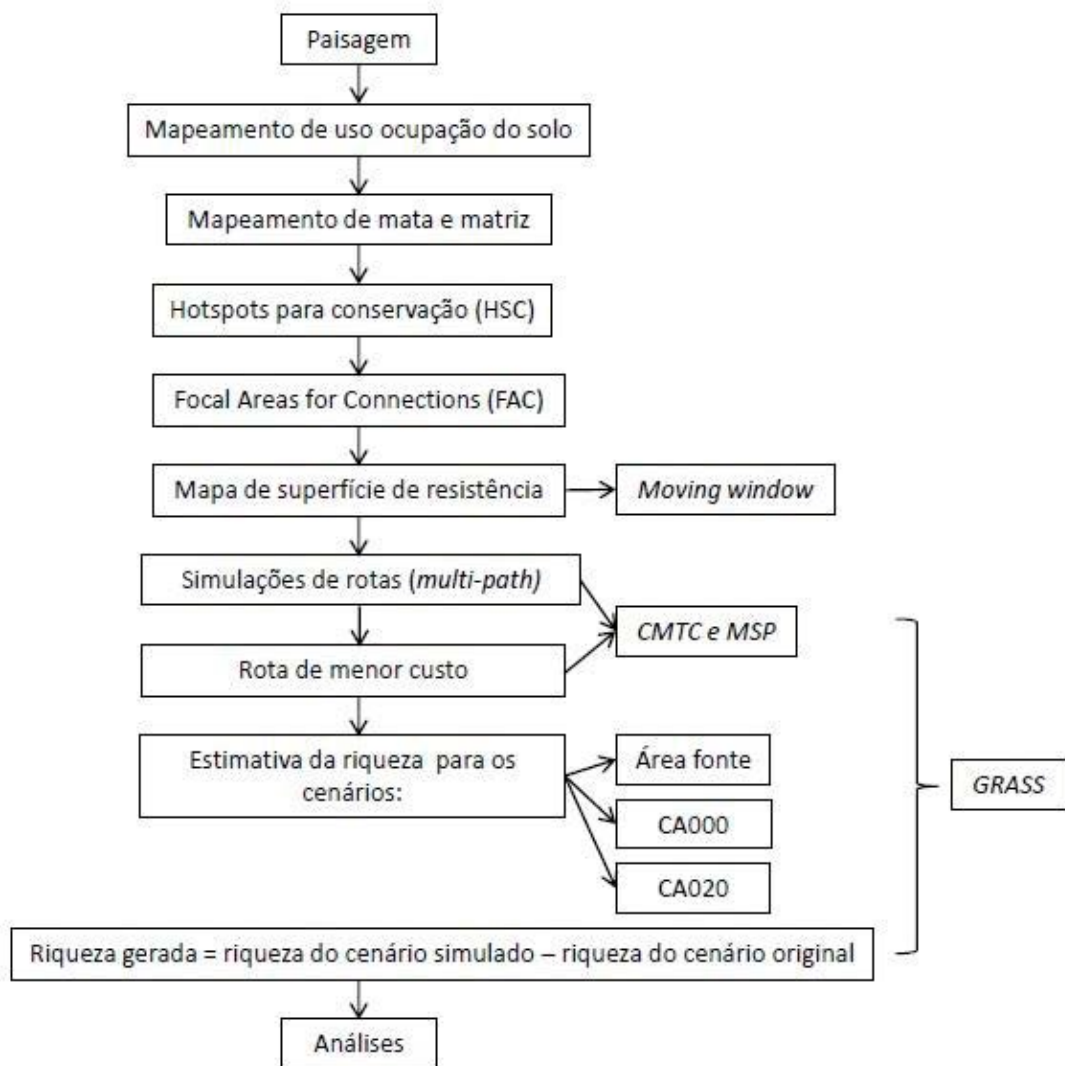 Paisagem
Mapeamento de uso ocupação do solo
Mapeamento de mata e matriz
Hotspots para conservação (HSC)
Focal Areas for Connections (FAC)
Mapa de superfície de resistência
Moving window
Simulações de rotas (multi-path)
CMTC e MSP
Rota de menor custo
Estimativa da riqueza para os
cenários:
Área fonte
CA000
CA020
GRASS
Riqueza gerada = riqueza do cenário simulado – riqueza do cenário original
Análises